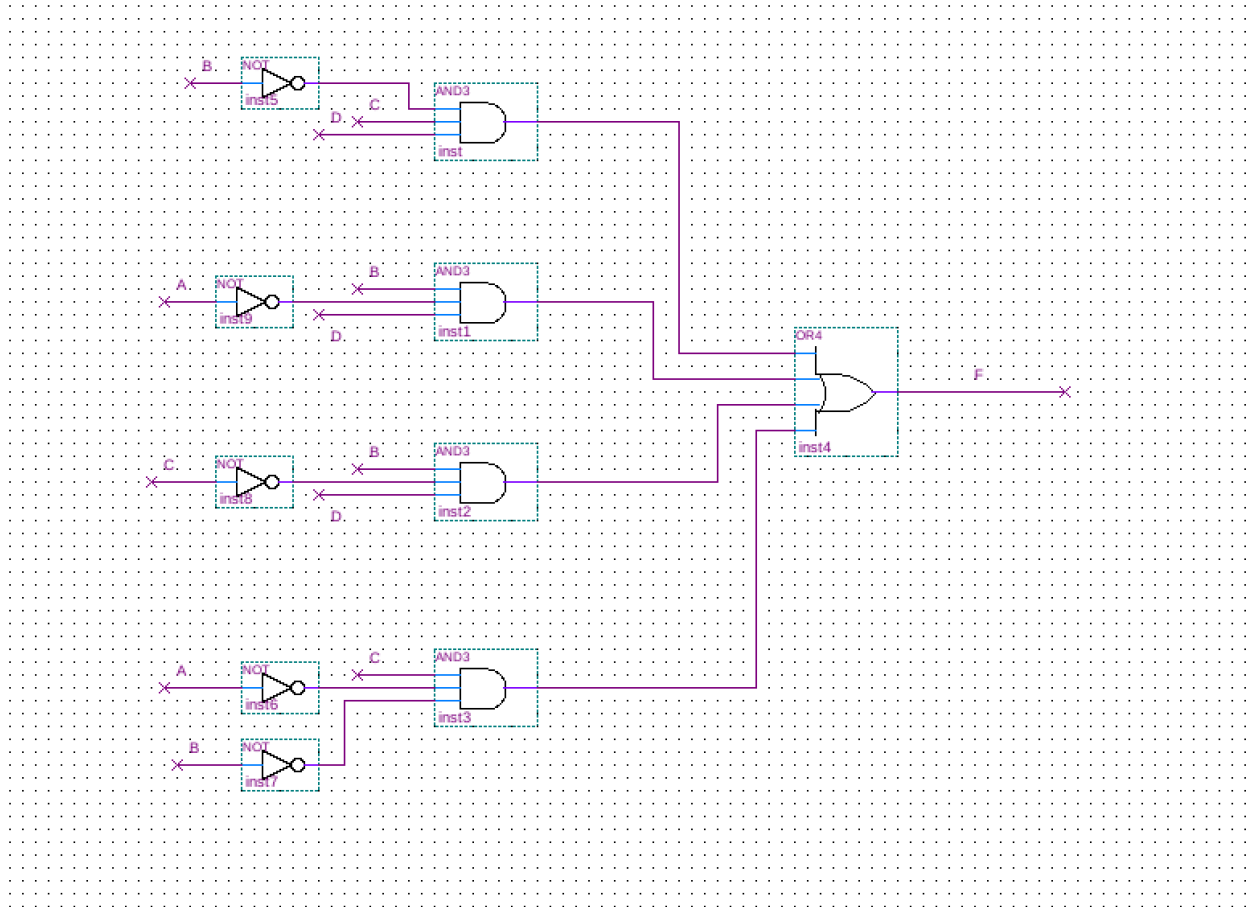 B
NOT
inst5
C
D
AND3
inst
A
NOT
inst9
B
D
AND3
inst1
OR4
inst4
F
C
NOT
inst8
B
D
AND3
inst2
A
NOT
inst6
C
AND3
inst3
B
NOT
inst7